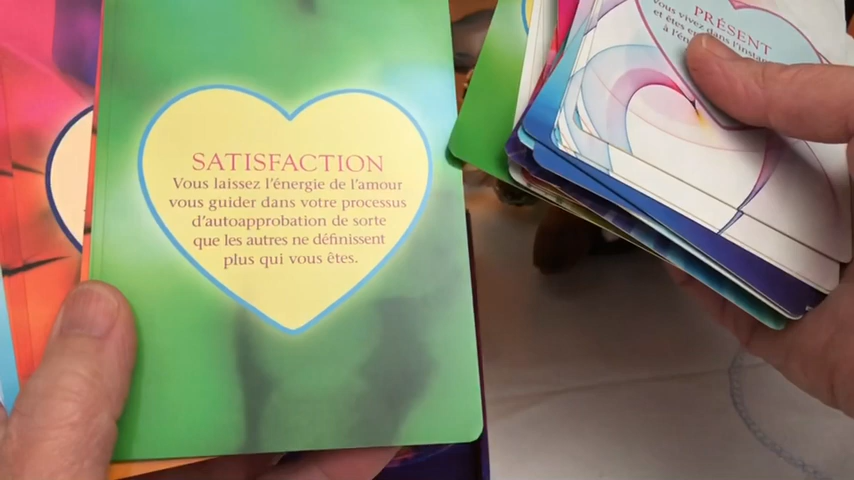 SATISFACTION
Vous laissez l'énergie de l'amour
vous guider dans votre processus
d'autoapprobation de sorte
que les autres ne définissent
plus qui vous êtes.
PRÉSENT
vous vivez dans l'instant
et êtes
à l'én